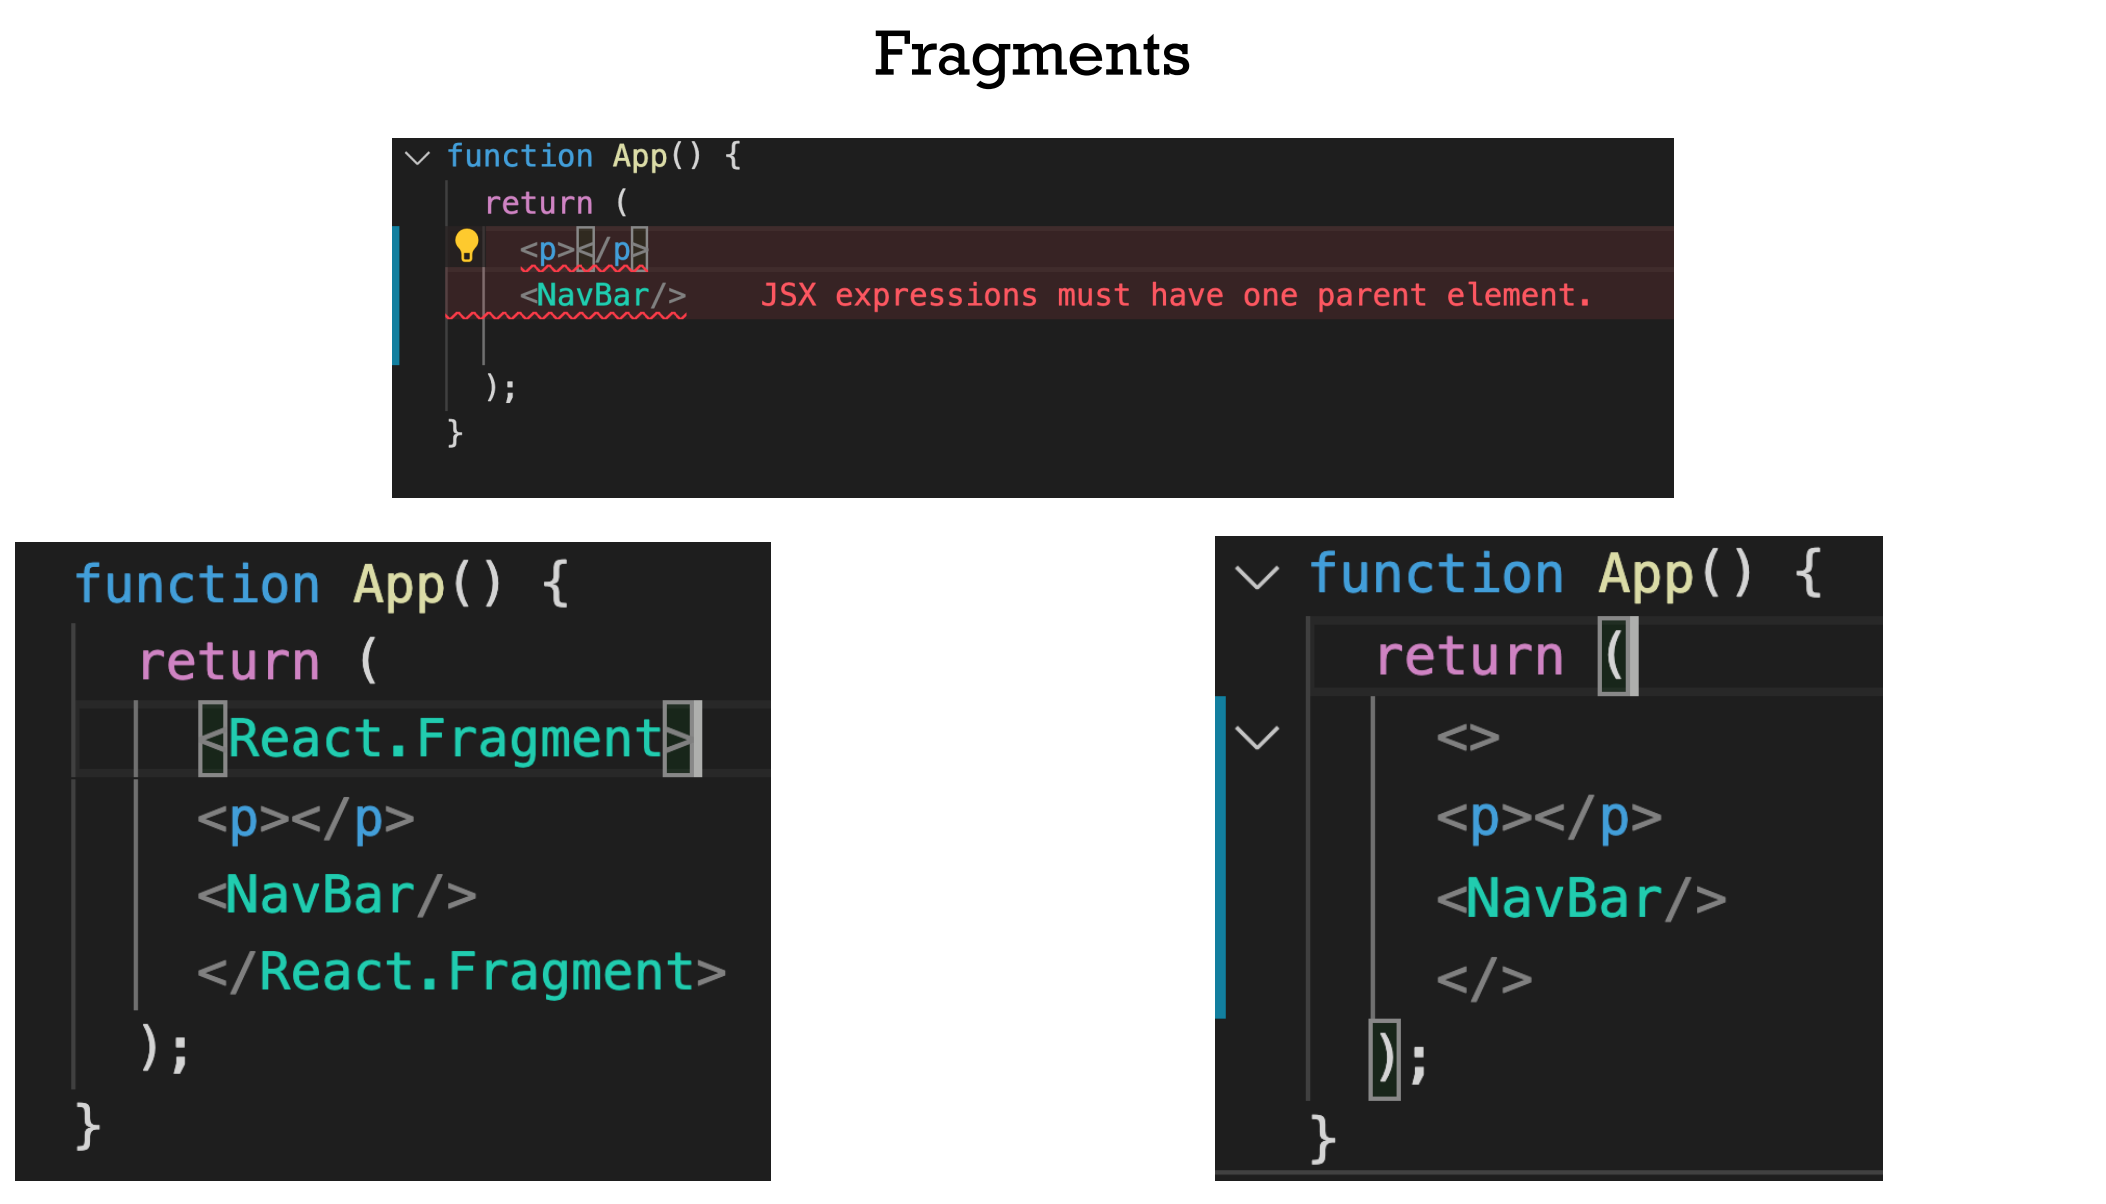 Fragments
function App() {
return (
<p></p>
<NavBar/> JSX expressions must have one parent element.
);
}
function App() {
return (
<React.Fragment>
<p></p>
<NavBar/>
</React.Fragment>
);
}
function App() {
return (
<>
<p></p>
<NavBar/>
</>
);
}